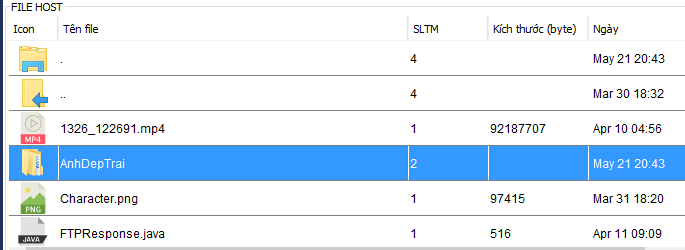 FILE HOST
Icon Tên file SLTM Kích thước (byte) Ngày
. 4 May 21 20:43
.. 4 Mar 30 18:32
MP4 1326_122691.mp4 1 92187707 Apr 10 04:56
AnhDepTrai 2 May 21 20:43
PNG Character.png 1 97415 Mar 31 18:20
JAVA FTPResponse.java 1 516 Apr 11 09:09